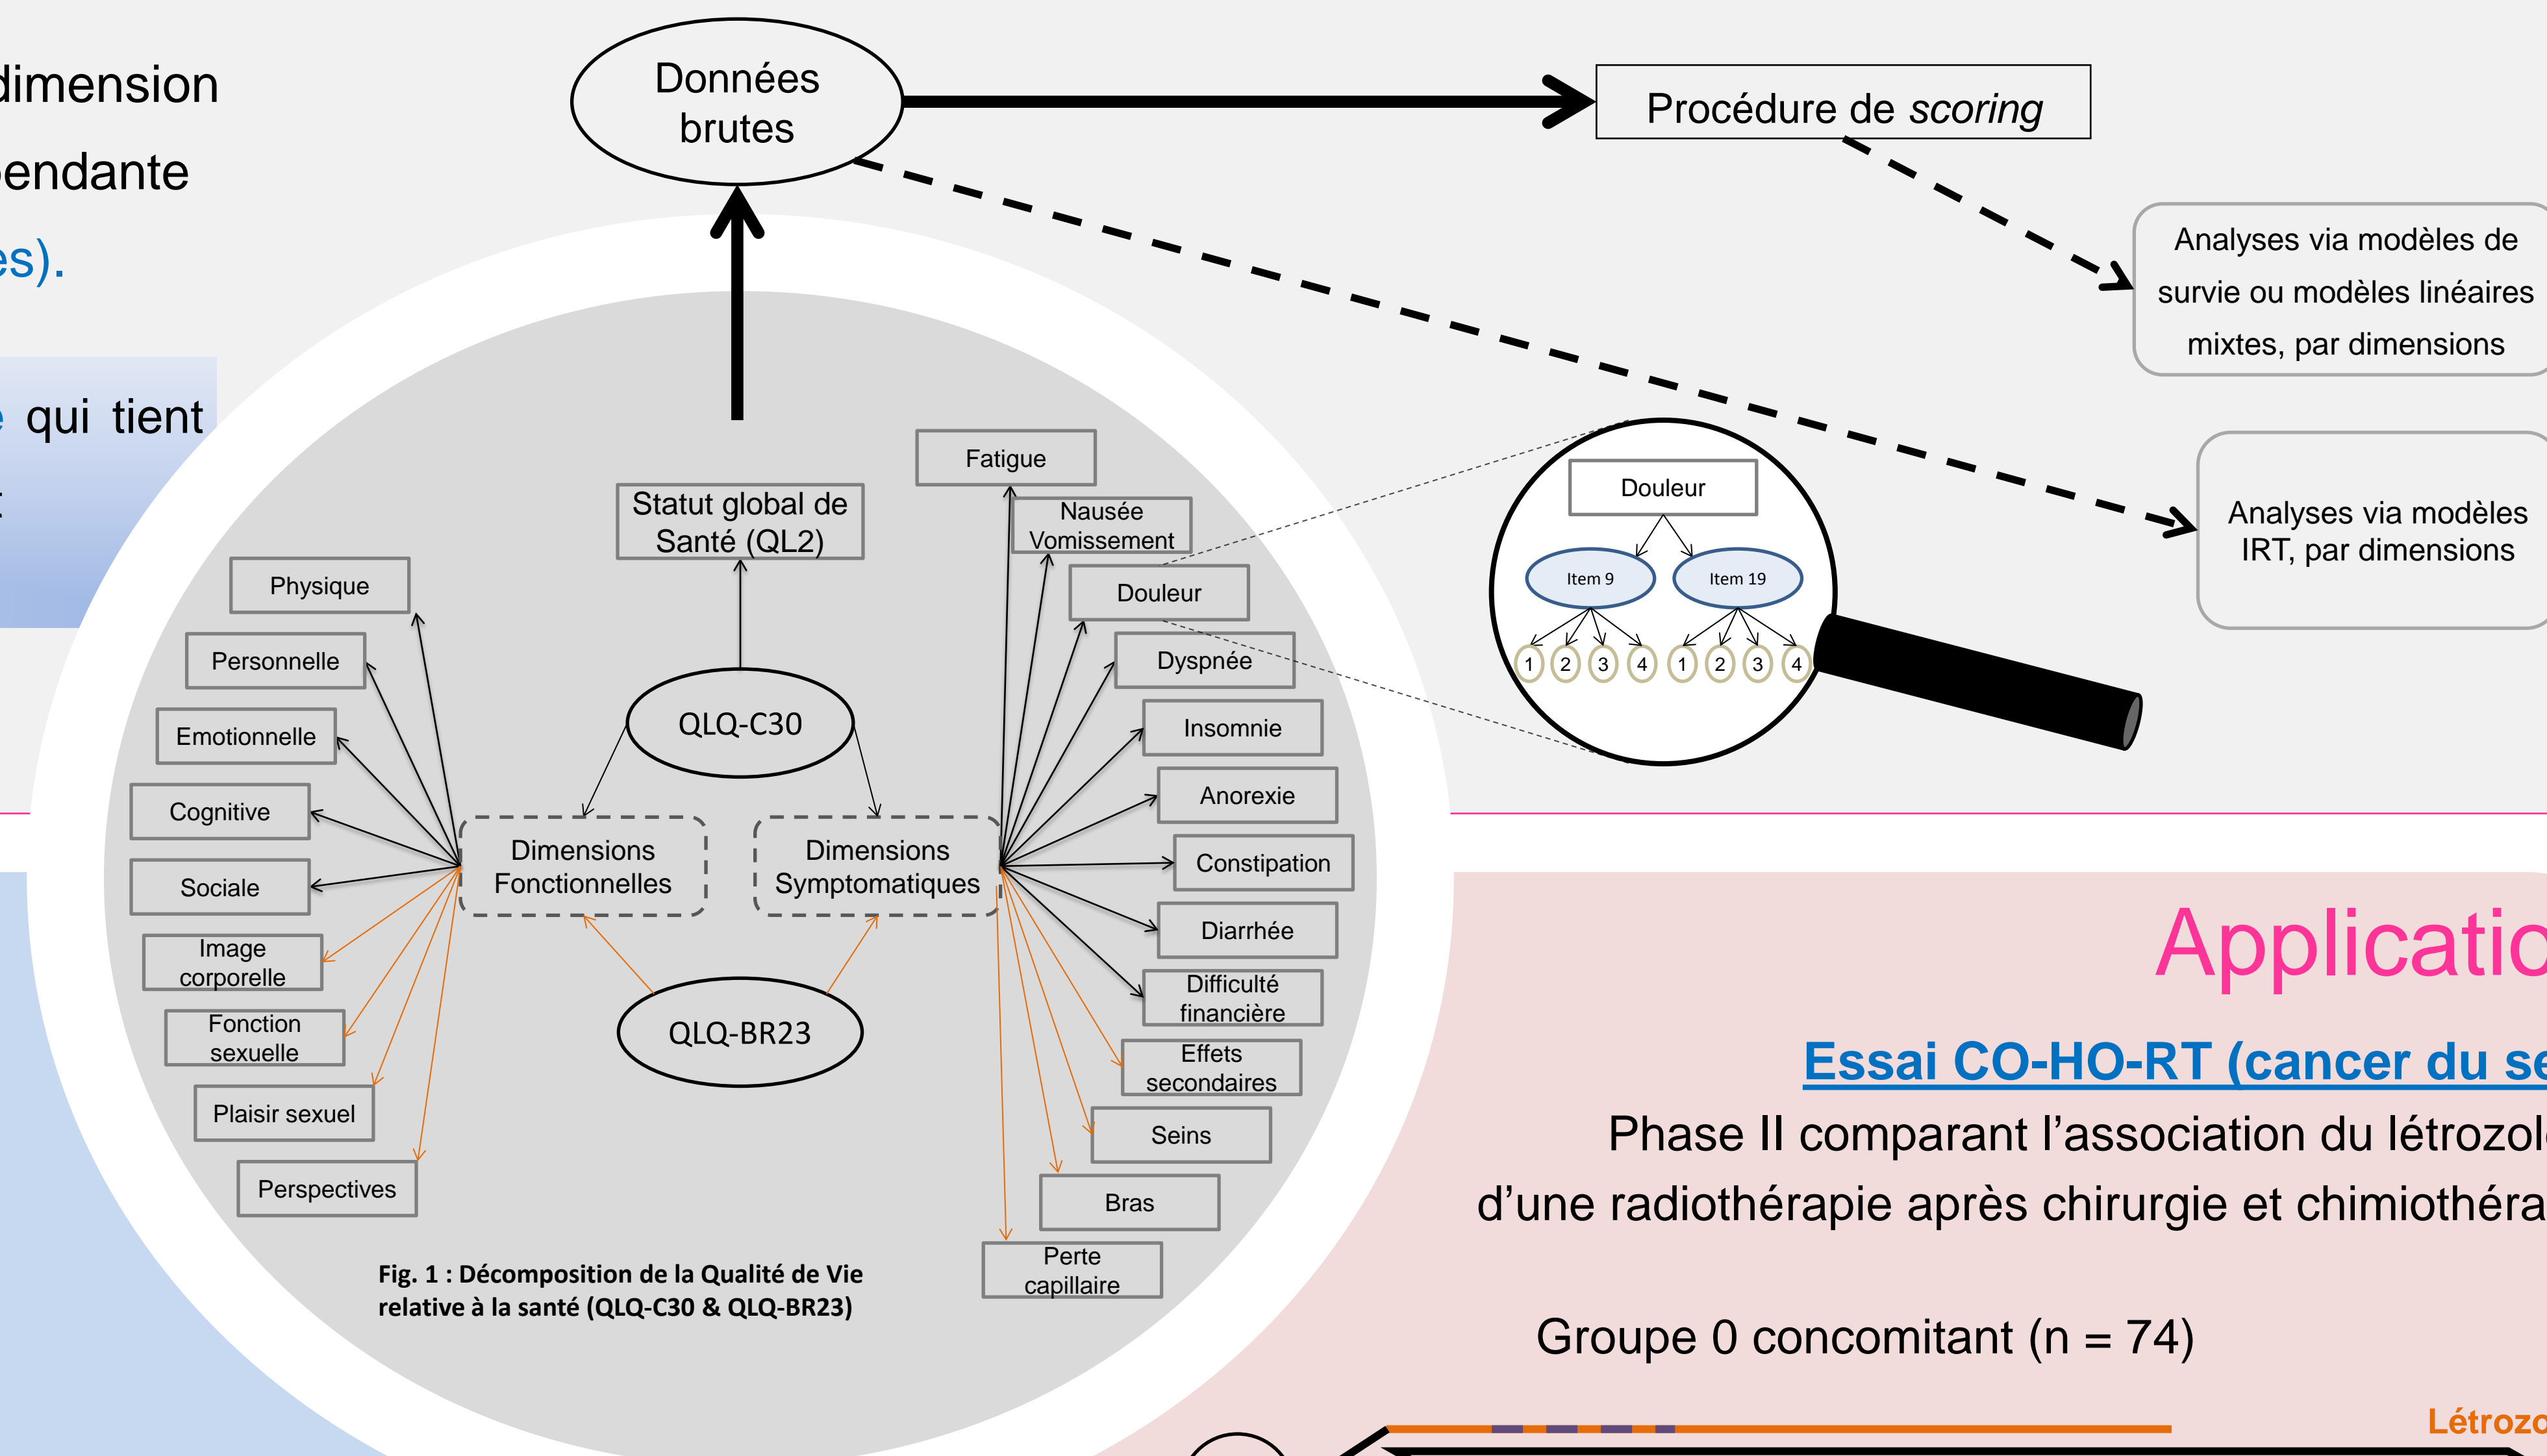 Données
brutes
Procédure de scoring
Analyses via modèles de
survie ou modèles linéaires
mixtes, par dimensions
Analyses via modèles
IRT, par dimensions
dimension
es).
qui tient
Douleur
Item 9
Item 19
1 2 3 4 1 2 3 4
Statut global de
Santé (QL2)
QLQ-C30
Dimensions
Fonctionnelles
Dimensions
Symptomatiques
QLQ-BR23
Physique
Personnelle
Emotionnelle
Cognitive
Sociale
Image
corporelle
Fonction
sexuelle
Plaisir sexuel
Perspectives
Fatigue
Nausée
Vomissement
Douleur
Dyspnée
Insomnie
Anorexie
Constipation
Diarrhée
Difficulté
financière
Effets
secondaires
Seins
Bras
Perte
capillaire
Fig. 1 : Décomposition de la Qualité de Vie
relative à la santé (QLQ-C30 & QLQ-BR23)
Applicatio
Essai CO-HO-RT (cancer du se
Phase II comparant l’association du létrozol
d’une radiothérapie après chirurgie et chimiothéra
Groupe 0 concomitant (n = 74)
Létrozo